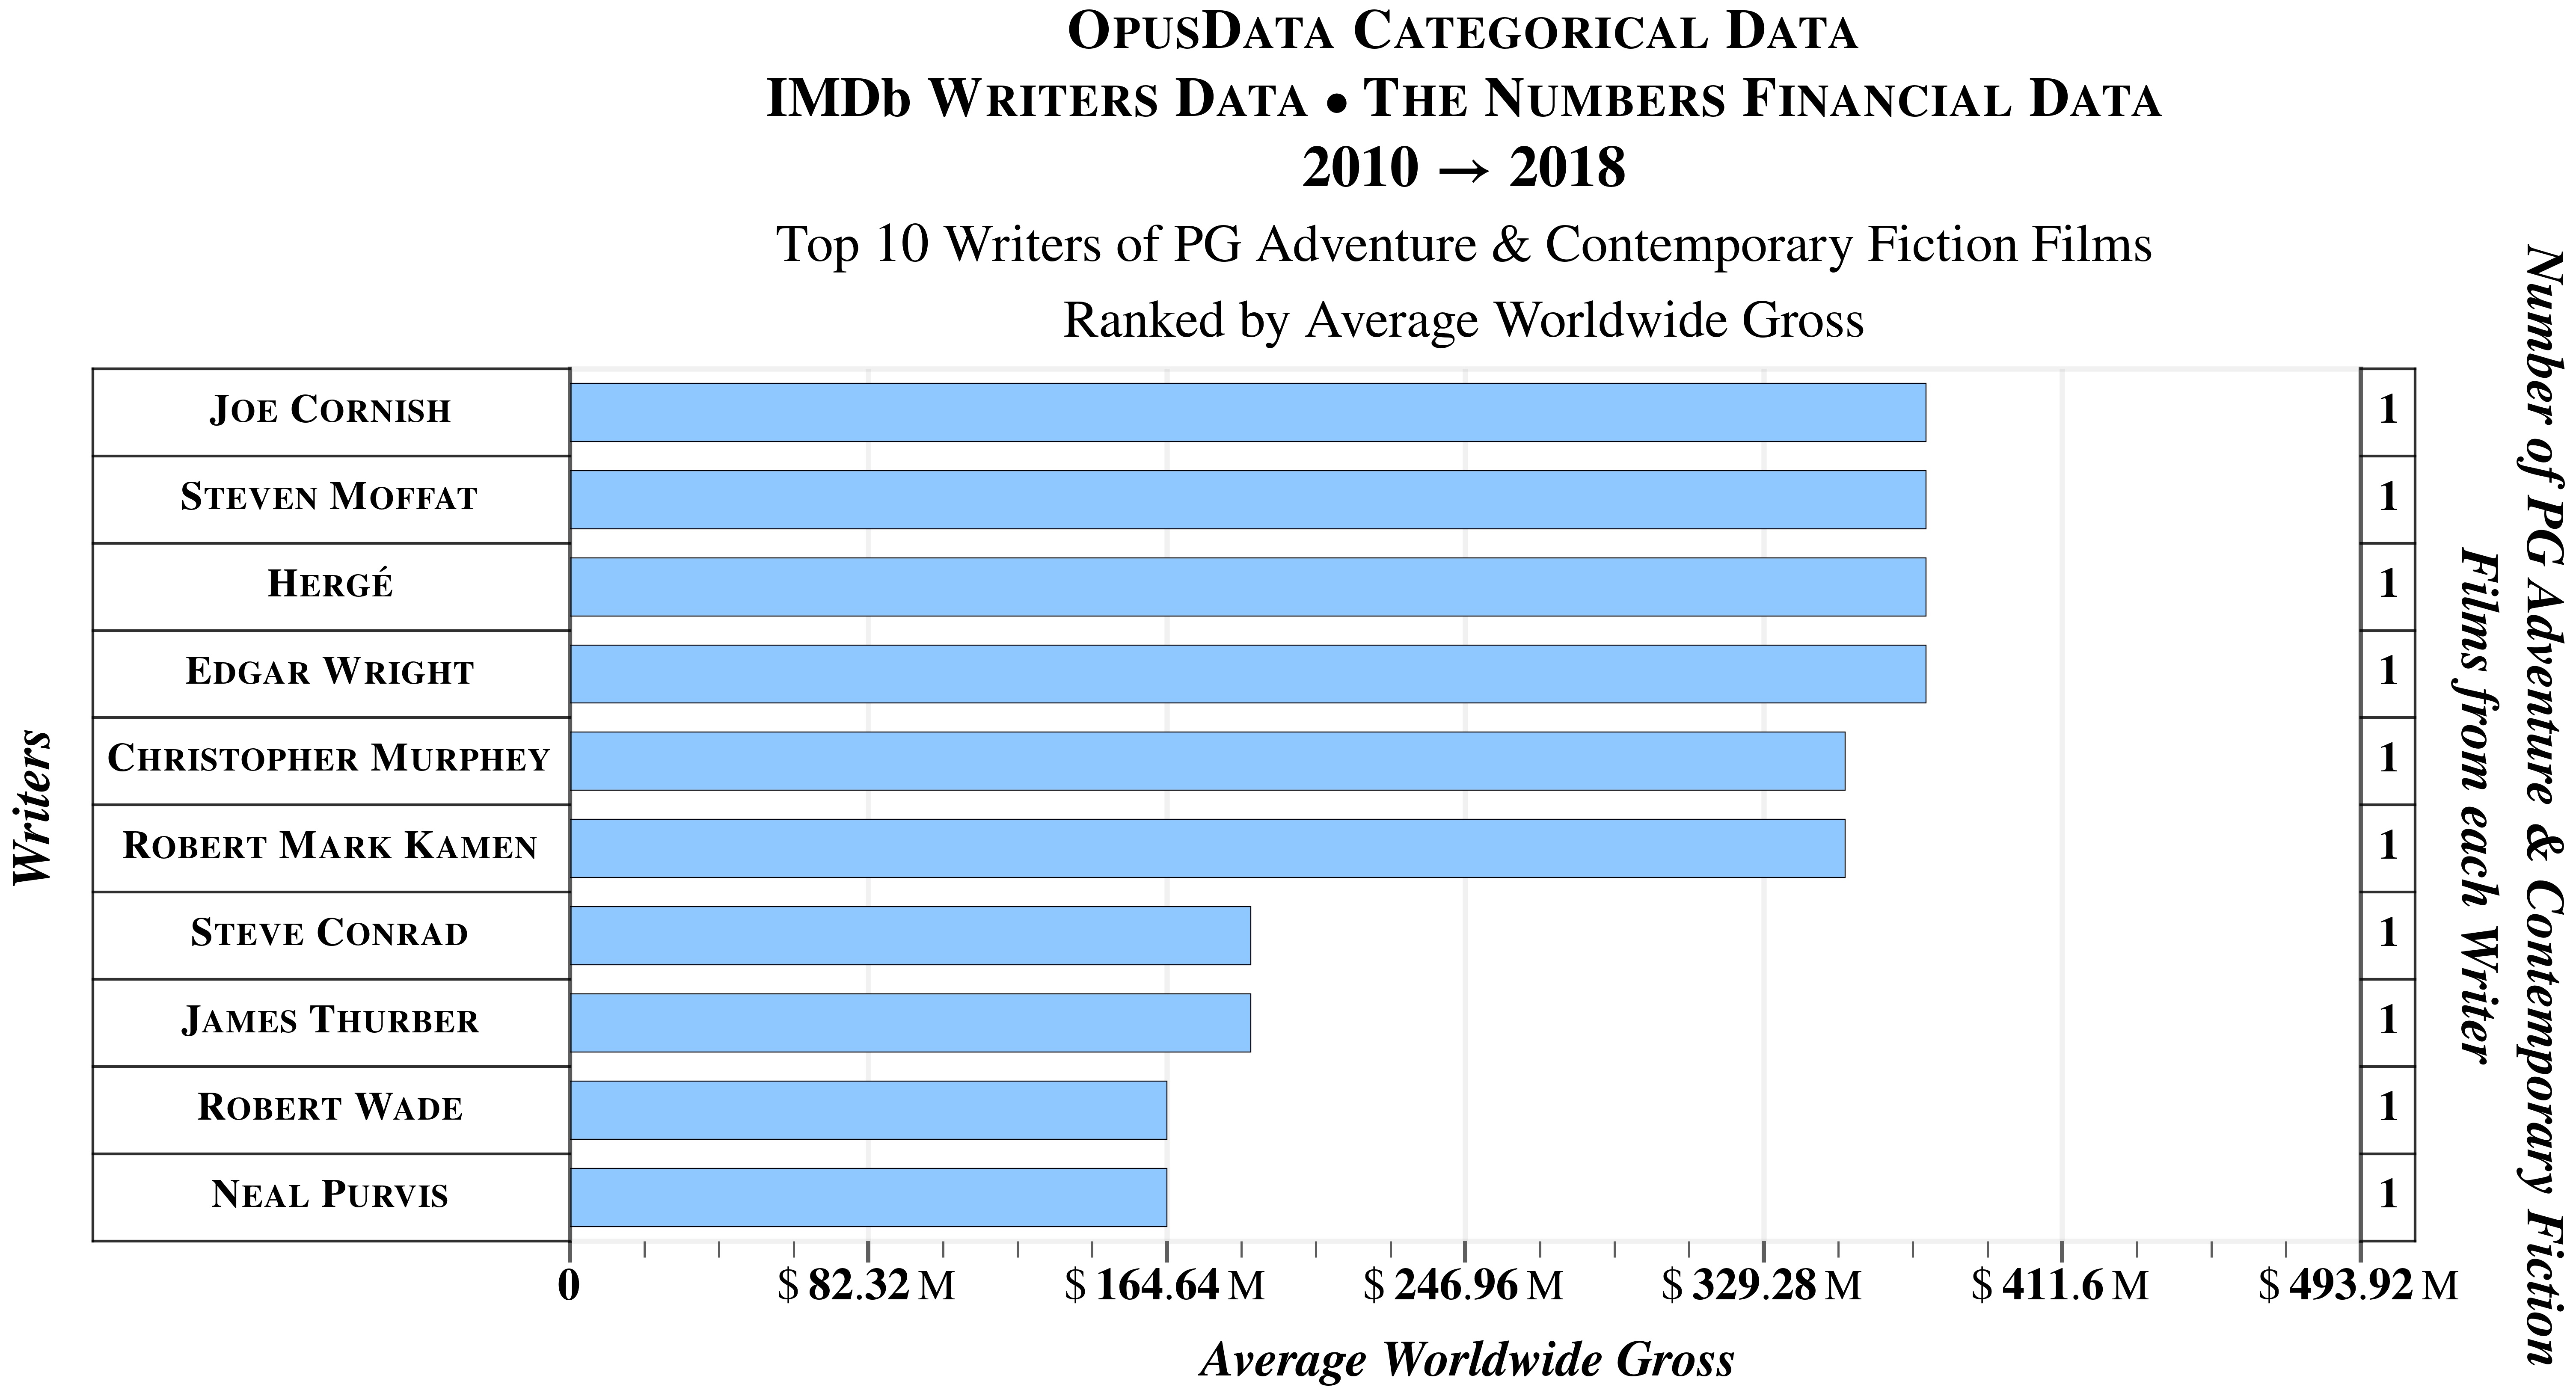 OpusData Categorical Data
IMDb Writers Data • The Numbers Financial Data
2010 → 2018
Top 10 Writers of PG Adventure & Contemporary Fiction Films
Ranked by Average Worldwide Gross
Writers
Joe Cornish 1
Steven Moffat 1
Hergé 1
Edgar Wright 1
Christopher Murphey 1
Robert Mark Kamen 1
Steve Conrad 1
James Thurber 1
Robert Wade 1
Neal Purvis 1
0 $ 82.32 M $ 164.64 M $ 246.96 M $ 329.28 M $ 411.6 M $ 493.92 M
Average Worldwide Gross
Number of PG Adventure & Contemporary Fiction
Films from each Writer